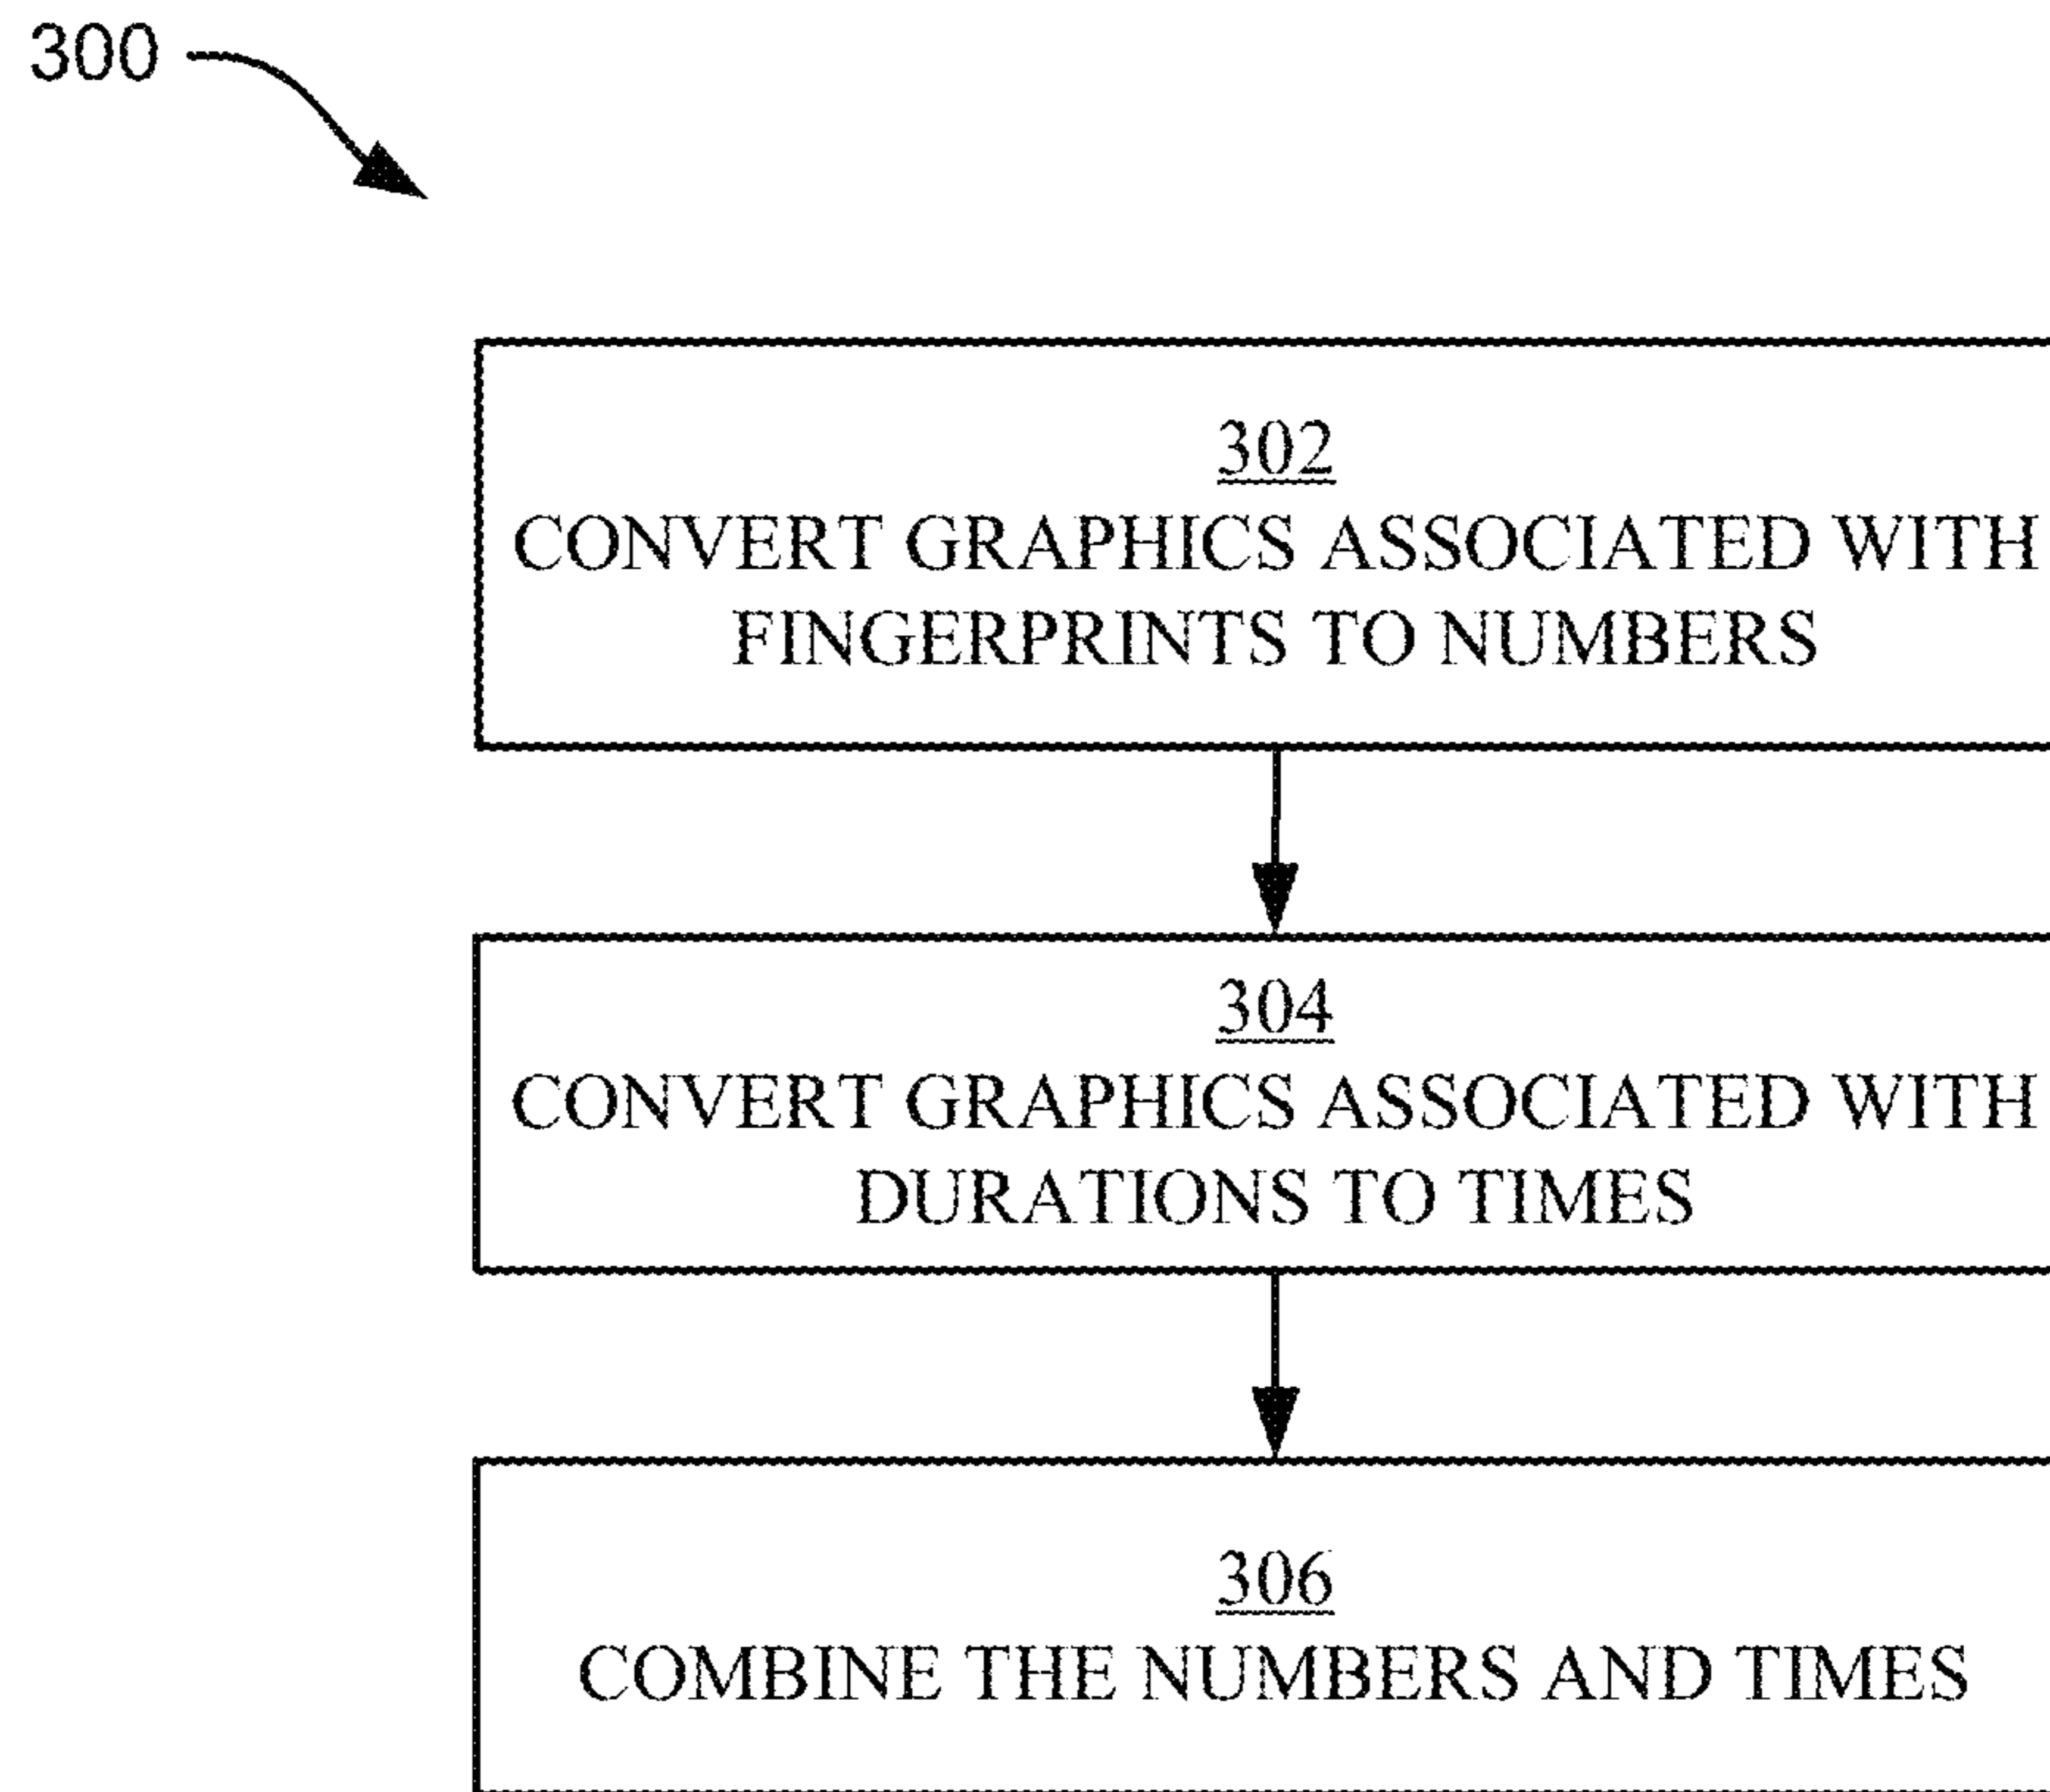 300
302
CONVERT GRAPHICS ASSOCIATED WITH
FINGERPRINTS TO NUMBERS
304
CONVERT GRAPHICS ASSOCIATED WITH
DURATIONS TO TIMES
306
COMBINE THE NUMBERS AND TIMES